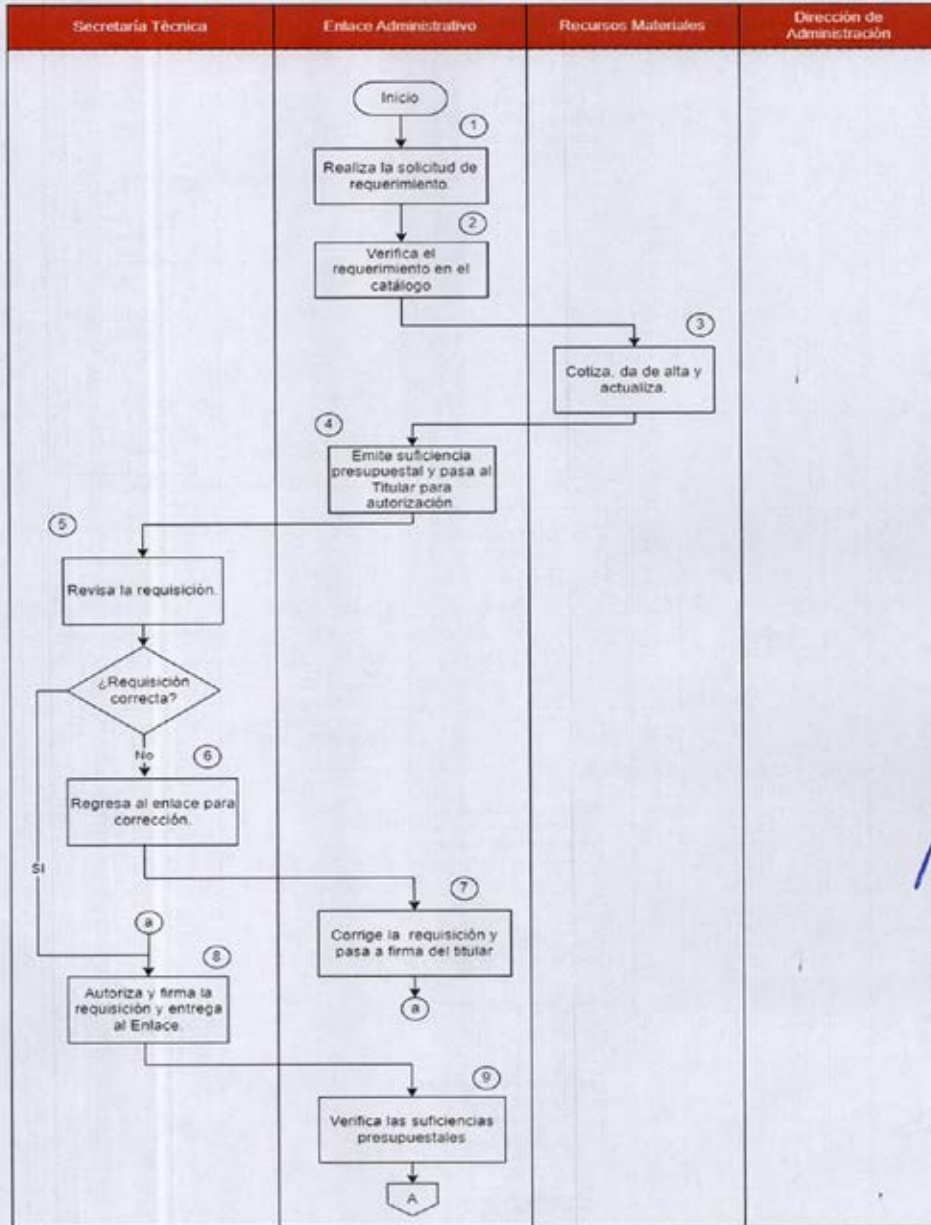 Secretaría Tècnica
Enlace Administrativo
Recursos Materiales
Dirección de
Administración
Inicio
1
Realiza la solicitud de
requerimiento.
2
Verifica el
requerimiento en el
catálogo
3
Cotiza, da de alta y
actualiza.
4
Emite suficiencia
presupuestal y pasa al
Titular para
autorización
5
Revisa la requisición.
¿Requisición
correcta?
No
6
Regresa al enlace para
corrección.
SI
7
Corrige la requisición y
pasa a firma del titular
a
a
8
Autoriza y firma la
requisición y entrega
al Enlace.
9
Verifica las suficiencias
presupuestales
A